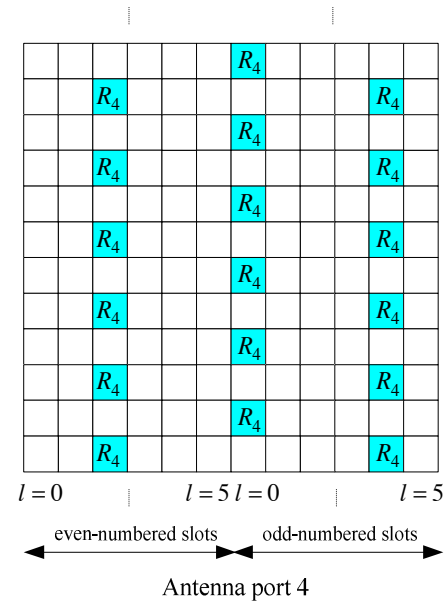 R₄
R₄ R₄
R₄
R₄ R₄
R₄
R₄ R₄
R₄
R₄ R₄
R₄
R₄ R₄
R₄
R₄ R₄
l = 0 l = 5 l = 0 l = 5
even-numbered slots odd-numbered slots
Antenna port 4